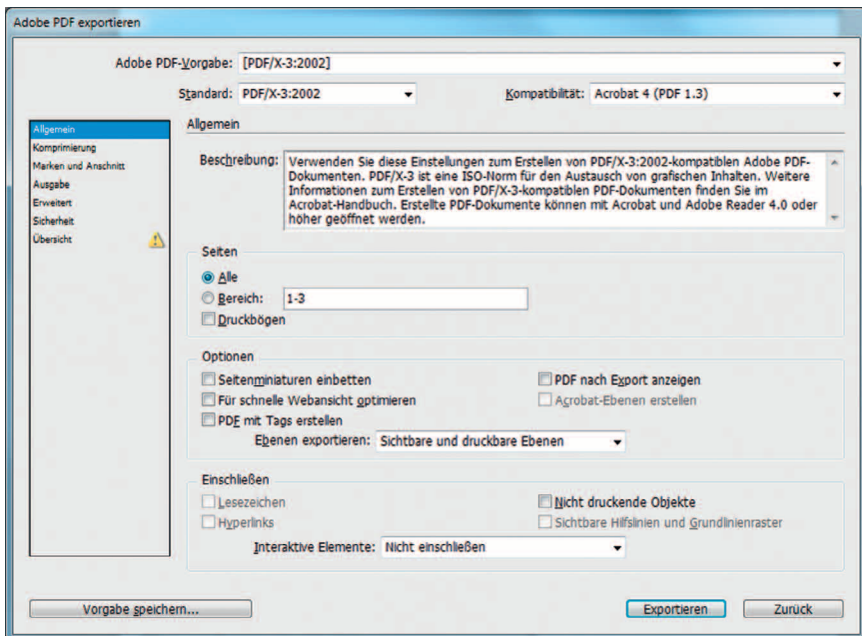 Adobe PDF exportieren
Adobe PDF-Vorgabe: [PDF/X-3:2002]
Standard: PDF/X-3:2002 Kompatibilität: Acrobat 4 (PDF 1.3)
Allgemein
Komprimierung
Marken und Anschnitt
Ausgabe
Erweitert
Sicherheit
Übersicht
Allgemein
Beschreibung: Verwenden Sie diese Einstellungen zum Erstellen von PDF/X-3:2002-kompatiblen Adobe PDF-
Dokumenten. PDF/X-3 ist eine ISO-Norm für den Austausch von grafischen Inhalten. Weitere
Informationen zum Erstellen von PDF/X-3-kompatiblen PDF-Dokumenten finden Sie im
Acrobat-Handbuch. Erstellte PDF-Dokumente können mit Acrobat und Adobe Reader 4.0 oder
höher geöffnet werden.
Seiten
Alle
Bereich: 1-3
Druckbögen
Optionen
Seitenminiaturen einbetten PDF nach Export anzeigen
Für schnelle Webansicht optimieren Acrobat-Ebenen erstellen
PDF mit Tags erstellen
Ebenen exportieren: Sichtbare und druckbare Ebenen
Einschließen
Lesezeichen Nicht druckende Objekte
Hyperlinks Sichtbare Hilfslinien und Grundlinienraster
Interaktive Elemente: Nicht einschließen
Vorgabe speichern... Exportieren Zurück